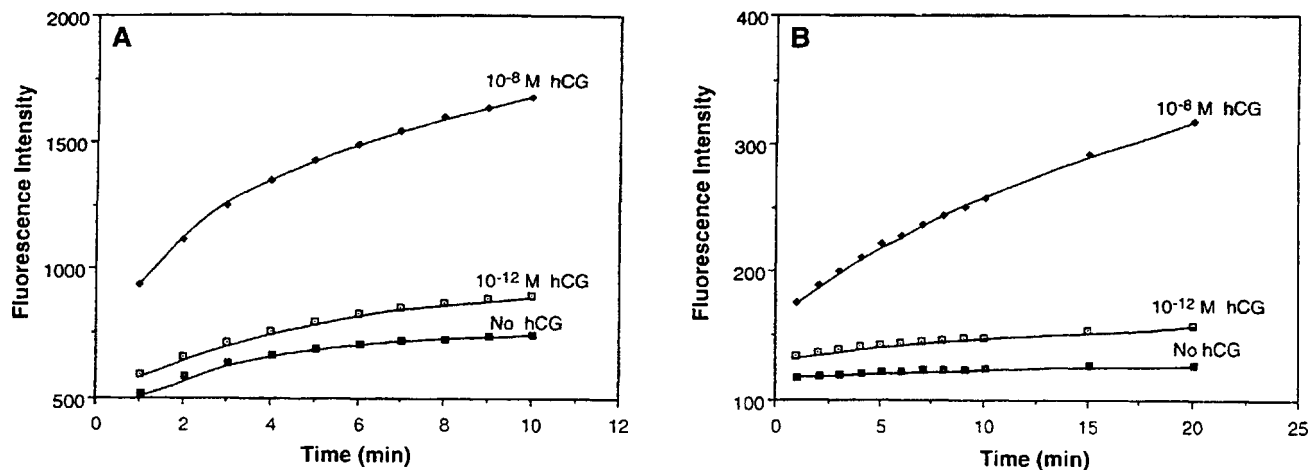 A
2000
1500
1000
500
Fluorescence Intensity
10⁻⁸ M hCG
10⁻¹² M hCG
No hCG
0 2 4 6 8 10 12
Time (min)
B
400
300
200
100
Fluorescence Intensity
10⁻⁸ M hCG
10⁻¹² M hCG
No hCG
0 5 10 15 20 25
Time (min)